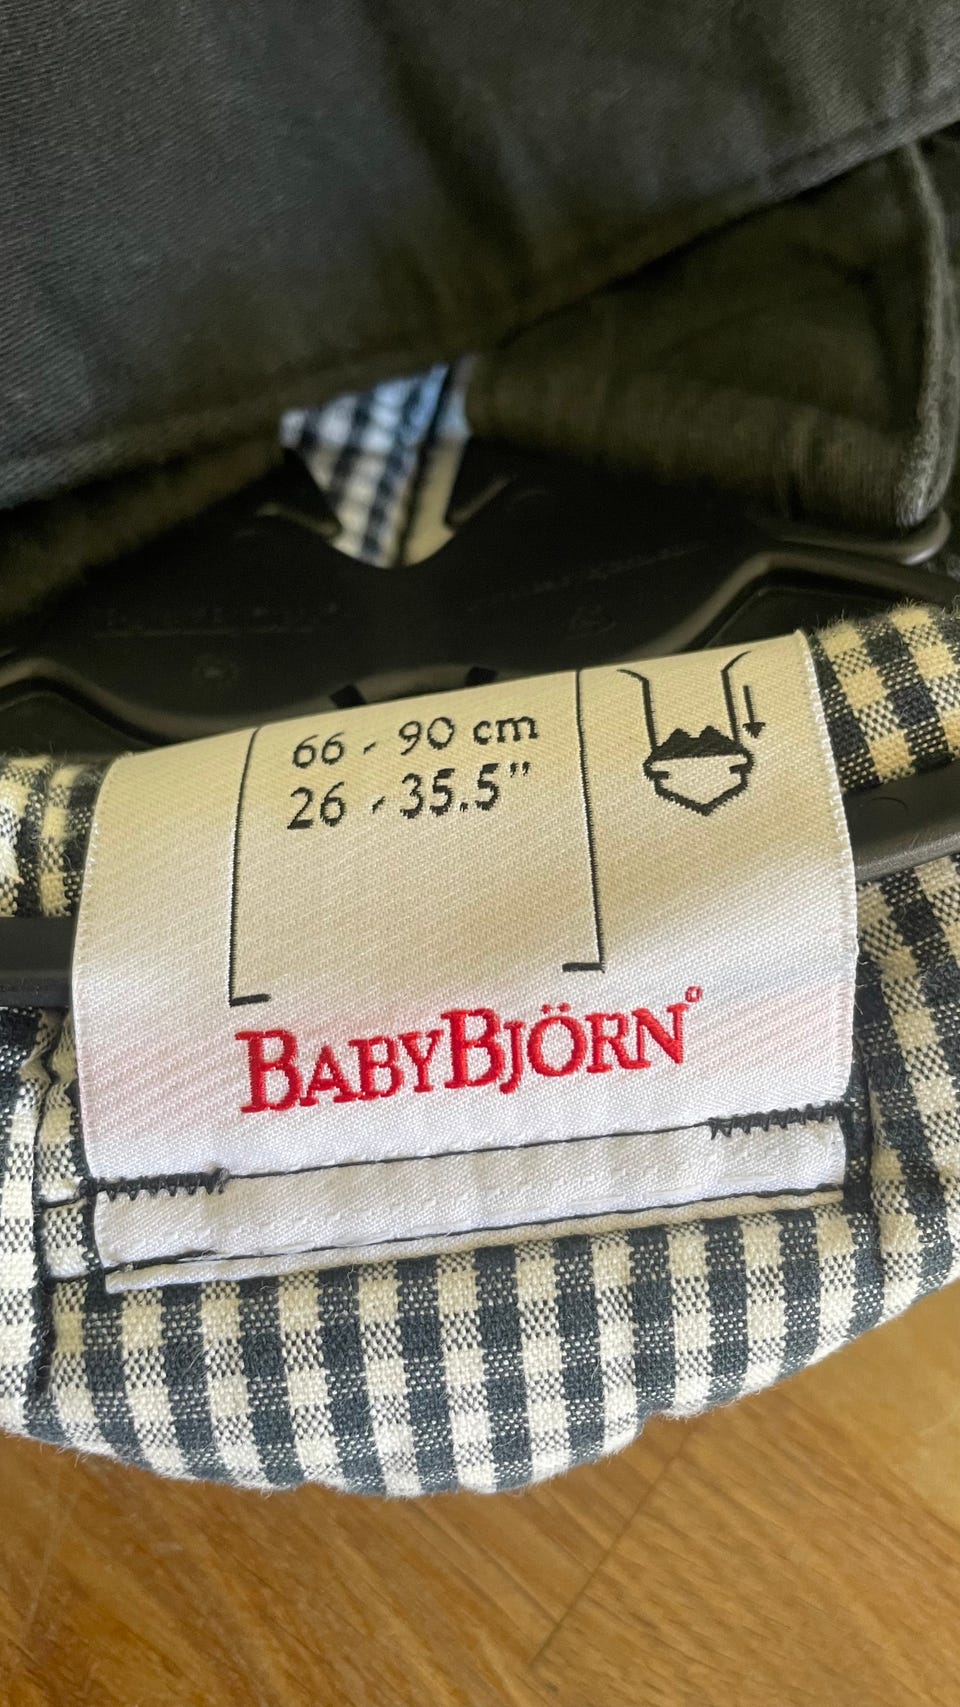 66 - 90 cm
26 - 35.5"
BABYBJÖRN